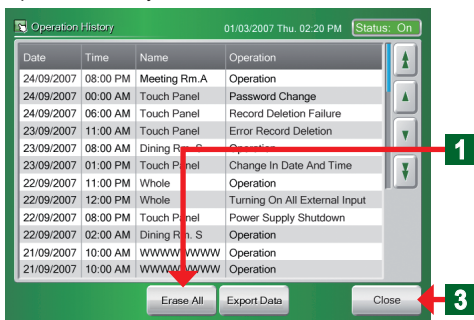 Operation History 01/03/2007 Thu. 02:20 PM Status: On
Date Time Name Operation
24/09/2007 08:00 PM Meeting Rm.A Operation
24/09/2007 00:00 AM Touch Panel Password Change
24/09/2007 06:00 AM Touch Panel Record Deletion Failure
23/09/2007 11:00 AM Touch Panel Error Record Deletion
23/09/2007 08:00 AM Dining Rm. S Operation
1
23/09/2007 01:00 PM Touch Panel Change In Date And Time
22/09/2007 11:00 PM Whole Operation
22/09/2007 12:00 PM Whole Turning On All External Input
22/09/2007 08:00 PM Touch Panel Power Supply Shutdown
22/09/2007 02:00 AM Dining Rm. S Operation
21/09/2007 10:00 AM WWWWWWWW Operation
21/09/2007 10:00 AM WWWWWWWW Operation
Erase All Export Data Close 3